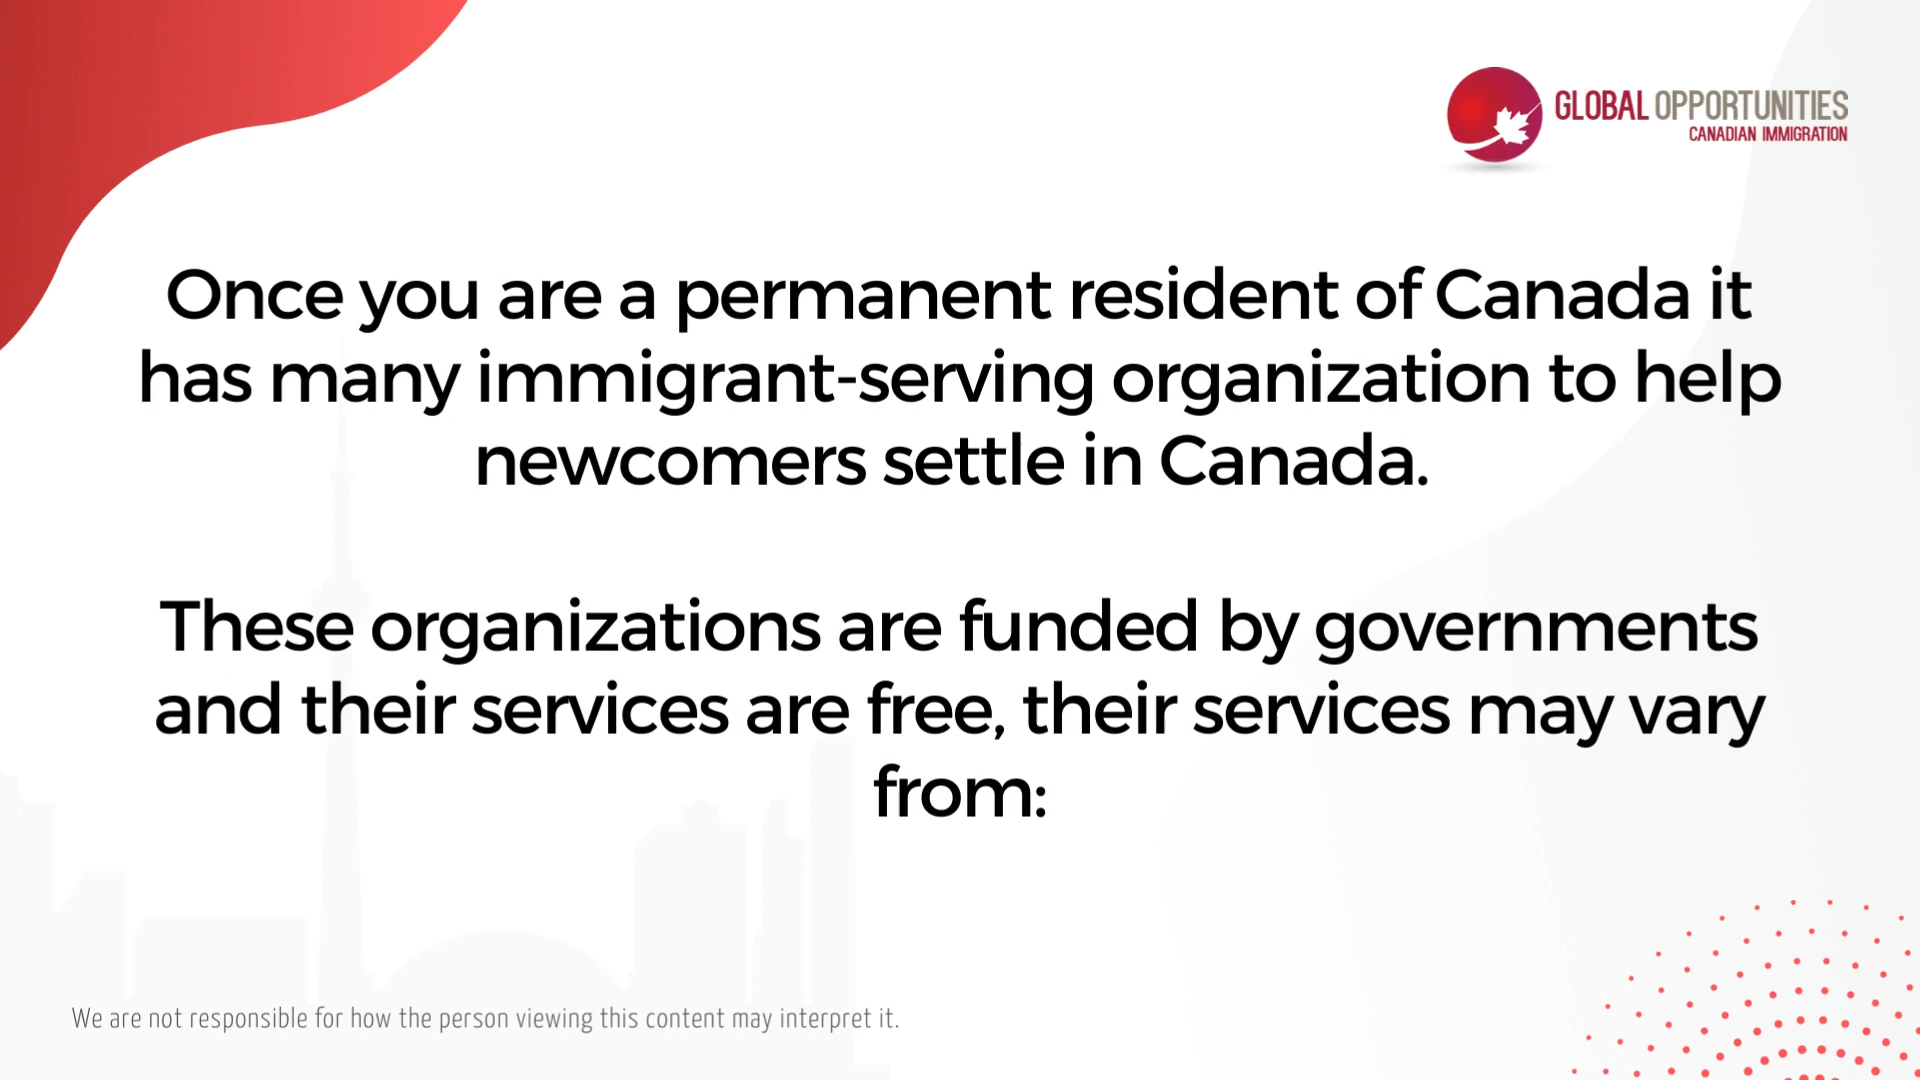 GLOBAL OPPORTUNITIES
CANADIAN IMMIGRATION
Once you are a permanent resident of Canada it
has many immigrant-serving organization to help
newcomers settle in Canada.
These organizations are funded by governments
and their services are free, their services may vary
from:
We are not responsible for how the person viewing this content may interpret it.